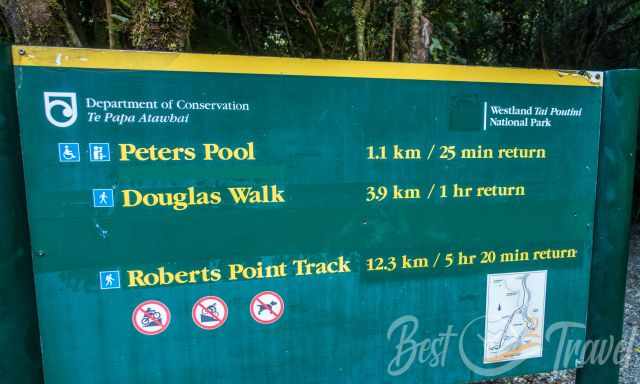 Department of Conservation
Te Papa Atawhai
Westland Tai Poutini
National Park
Peters Pool 1.1 km / 25 min return
Douglas Walk 3.9 km / 1 hr return
Roberts Point Track 12.3 km / 5 hr 20 min return
Best Travel